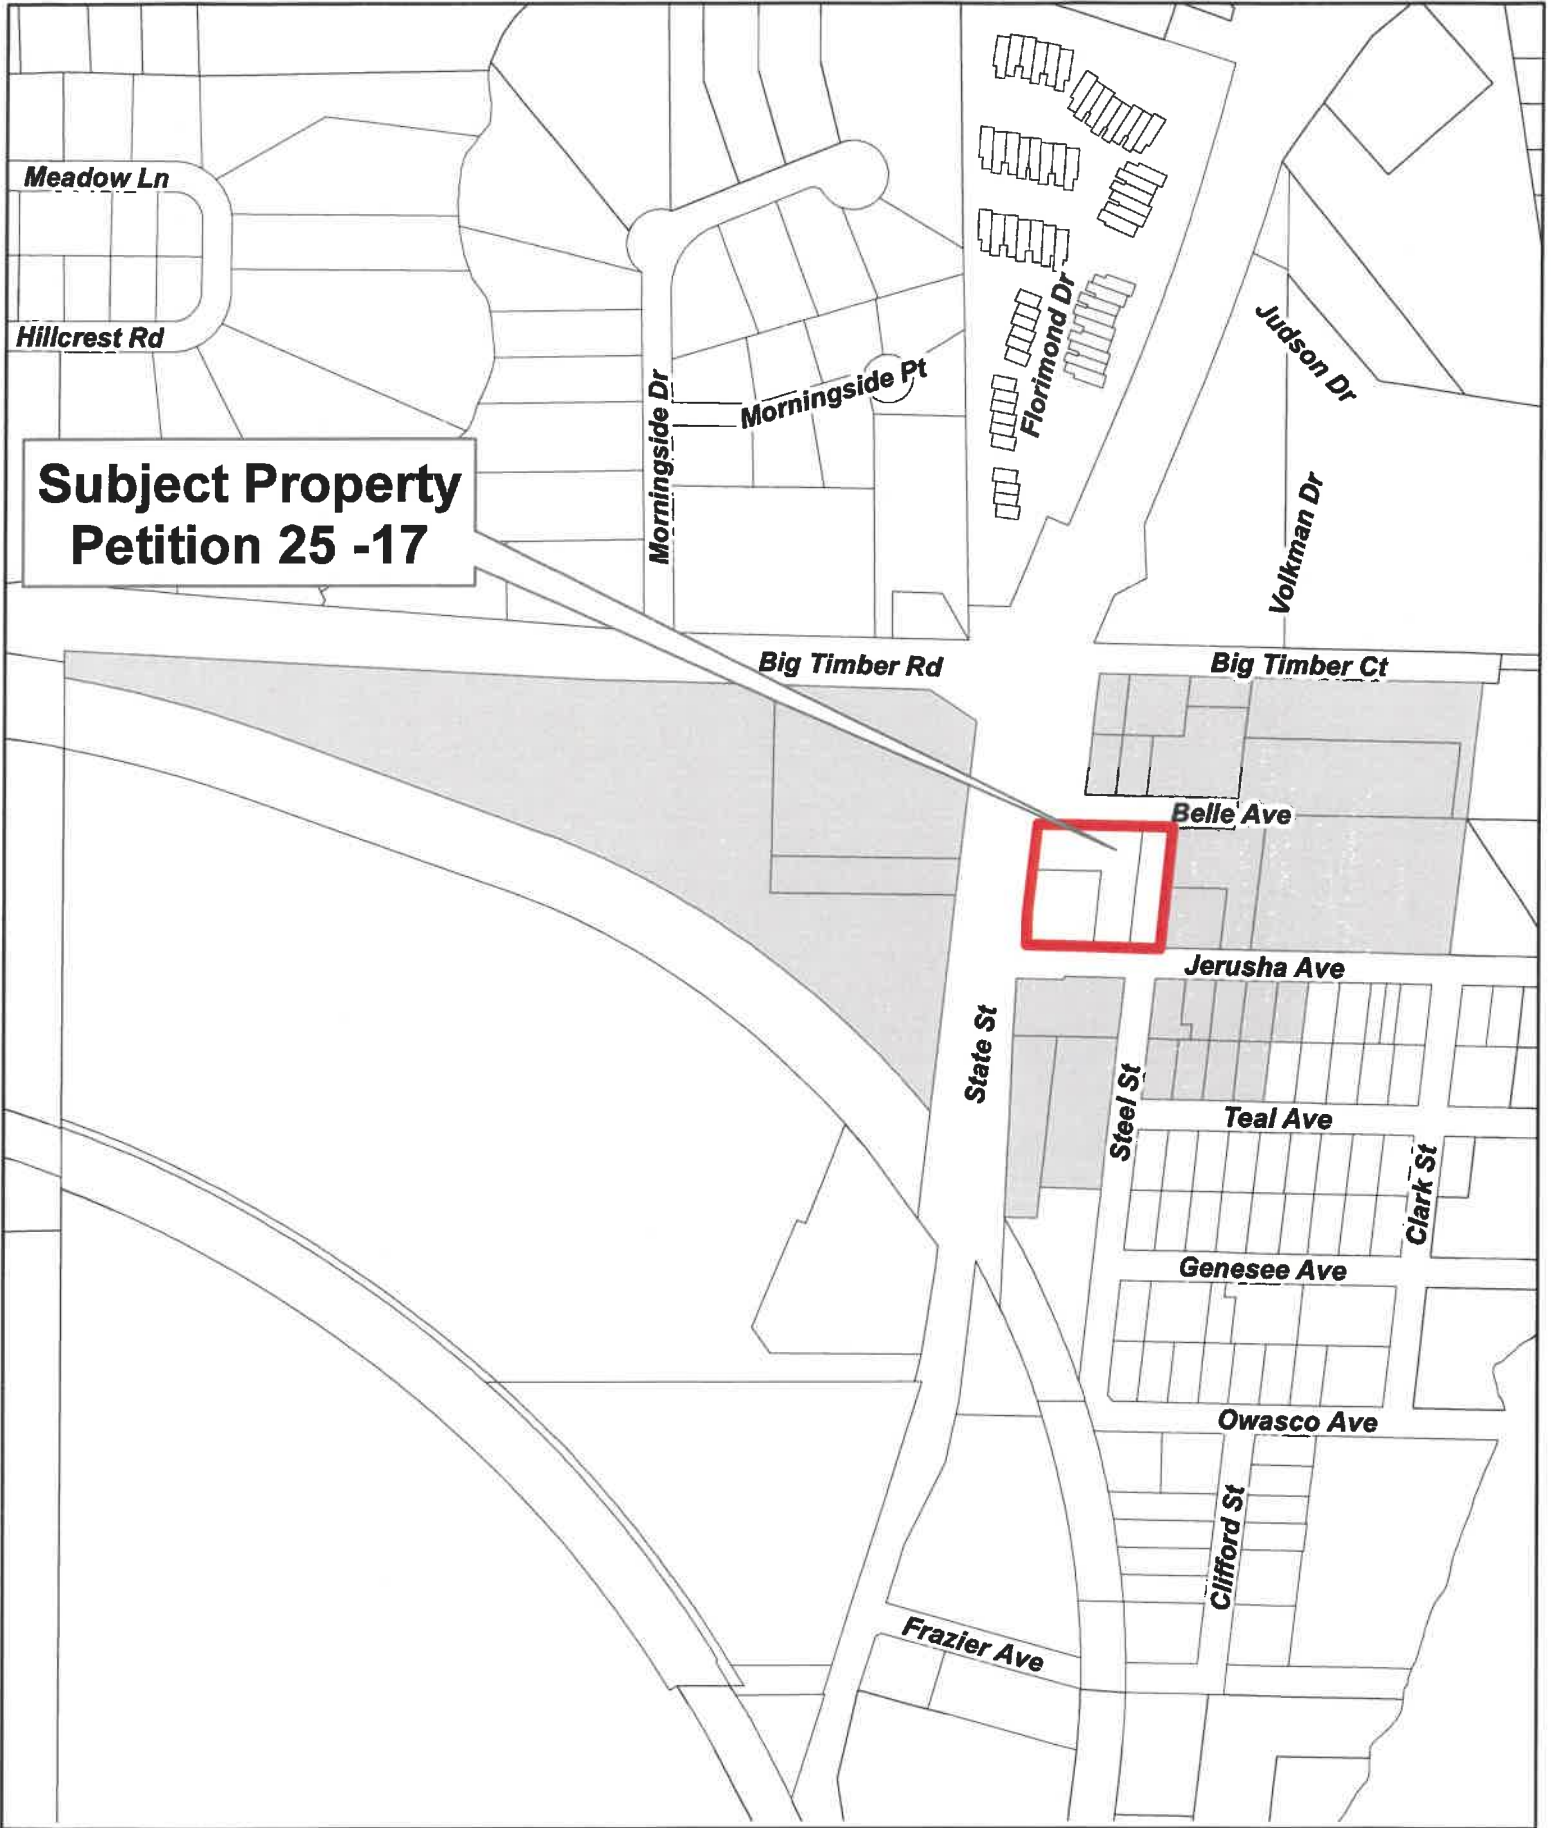 Meadow Ln
Hillcrest Rd
Florimond Dr
Judson Dr
Morningside Dr
Morningside Pt
Subject Property
Petition 25 -17
Volkman Dr
Big Timber Rd
Big Timber Ct
Belle Ave
Jerusha Ave
State St
Steel St
Teal Ave
Clark St
Genesee Ave
Owasco Ave
Clifford St
Frazier Ave